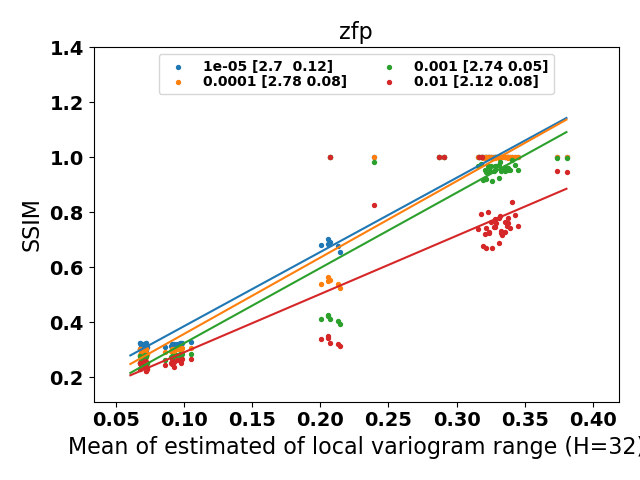 zfp
1e-05 [2.7  0.12]
0.0001 [2.78 0.08]
0.001 [2.74 0.05]
0.01 [2.12 0.08]
SSIM
1.4
1.2
1.0
0.8
0.6
0.4
0.2
0.05 0.10 0.15 0.20 0.25 0.30 0.35 0.40
Mean of estimated of local variogram range (H=32)